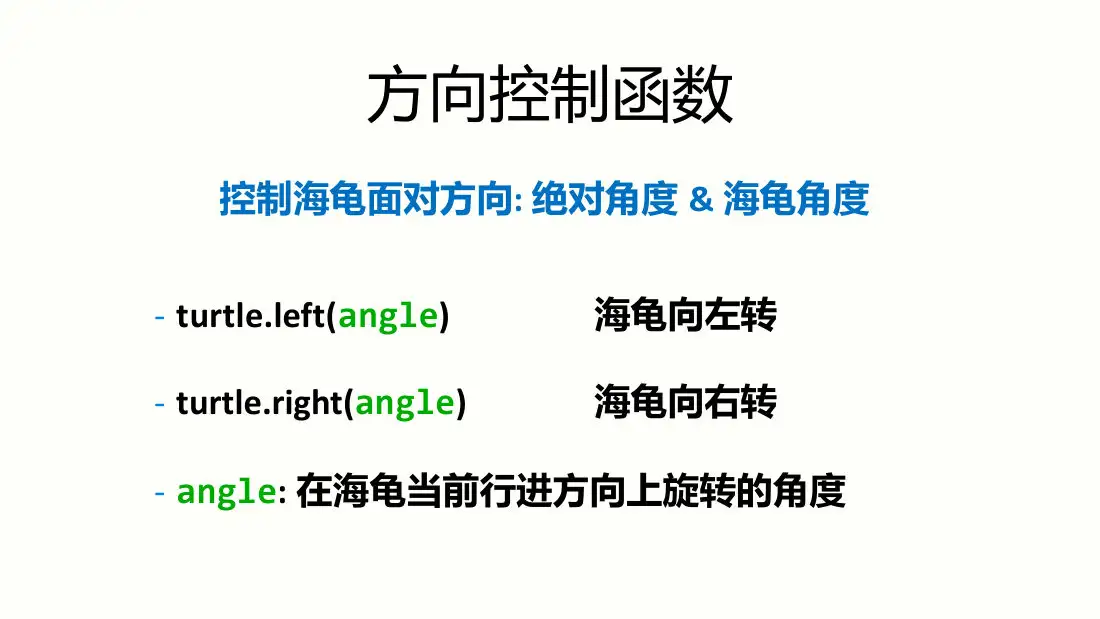 方向控制函数
控制海龟面对方向: 绝对角度 & 海龟角度
- turtle.left(angle) 海龟向左转
- turtle.right(angle) 海龟向右转
- angle: 在海龟当前行进方向上旋转的角度